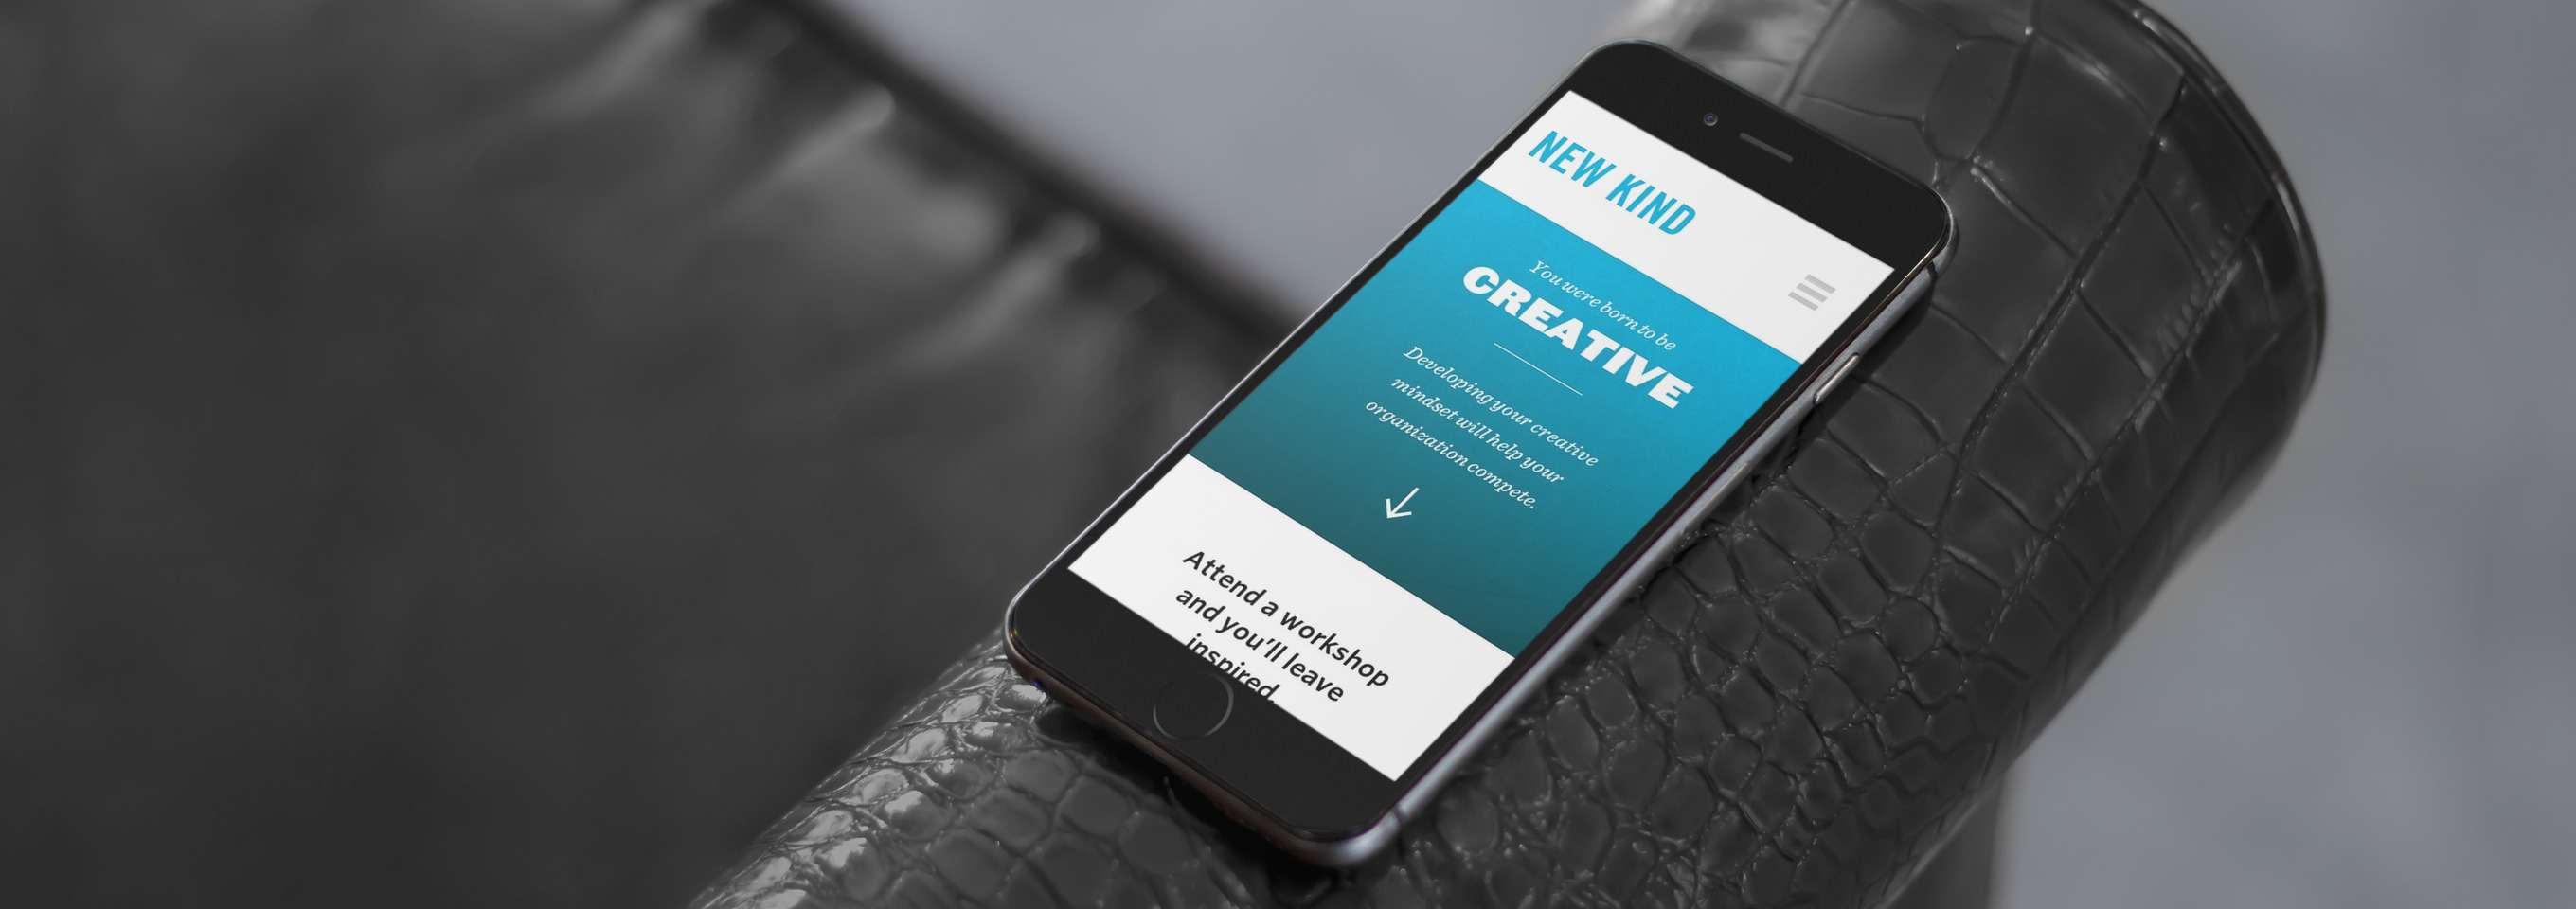 NEW KIND
You were born to be
CREATIVE
Developing your creative
mindset will help your
organization compete.
Attend a workshop
and you'll leave
inspired.